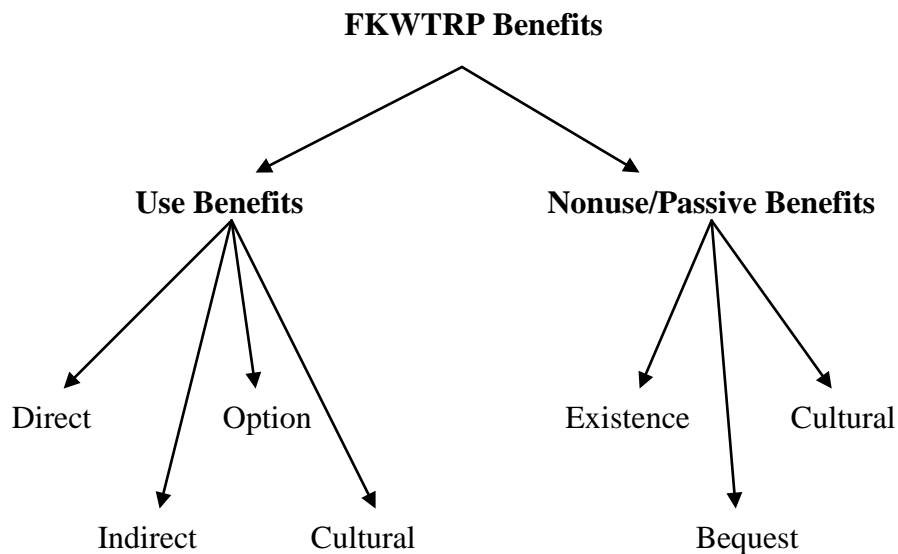 FKWTRP Benefits
Use Benefits
Nonuse/Passive Benefits
Direct
Option
Existence
Cultural
Indirect
Cultural
Bequest